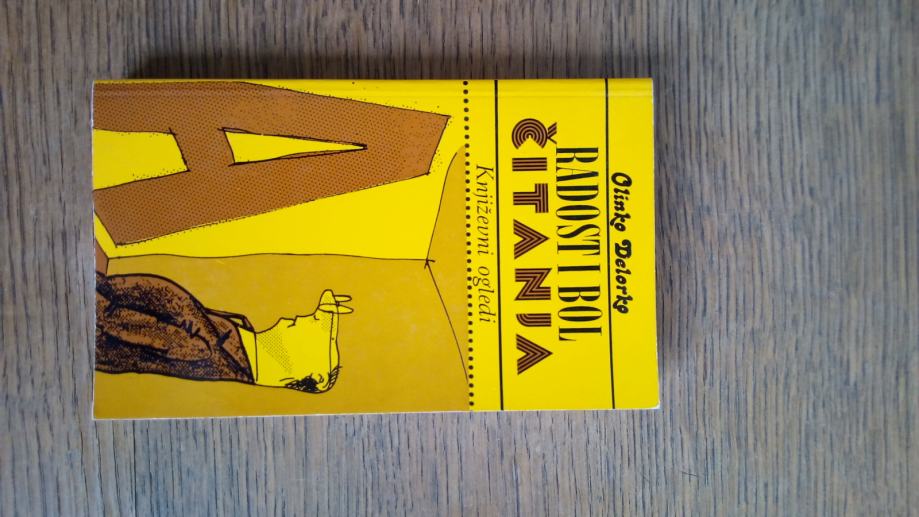 Olinko Delorko
RADOST I BOL
ČITANJA
Književni ogledi
A